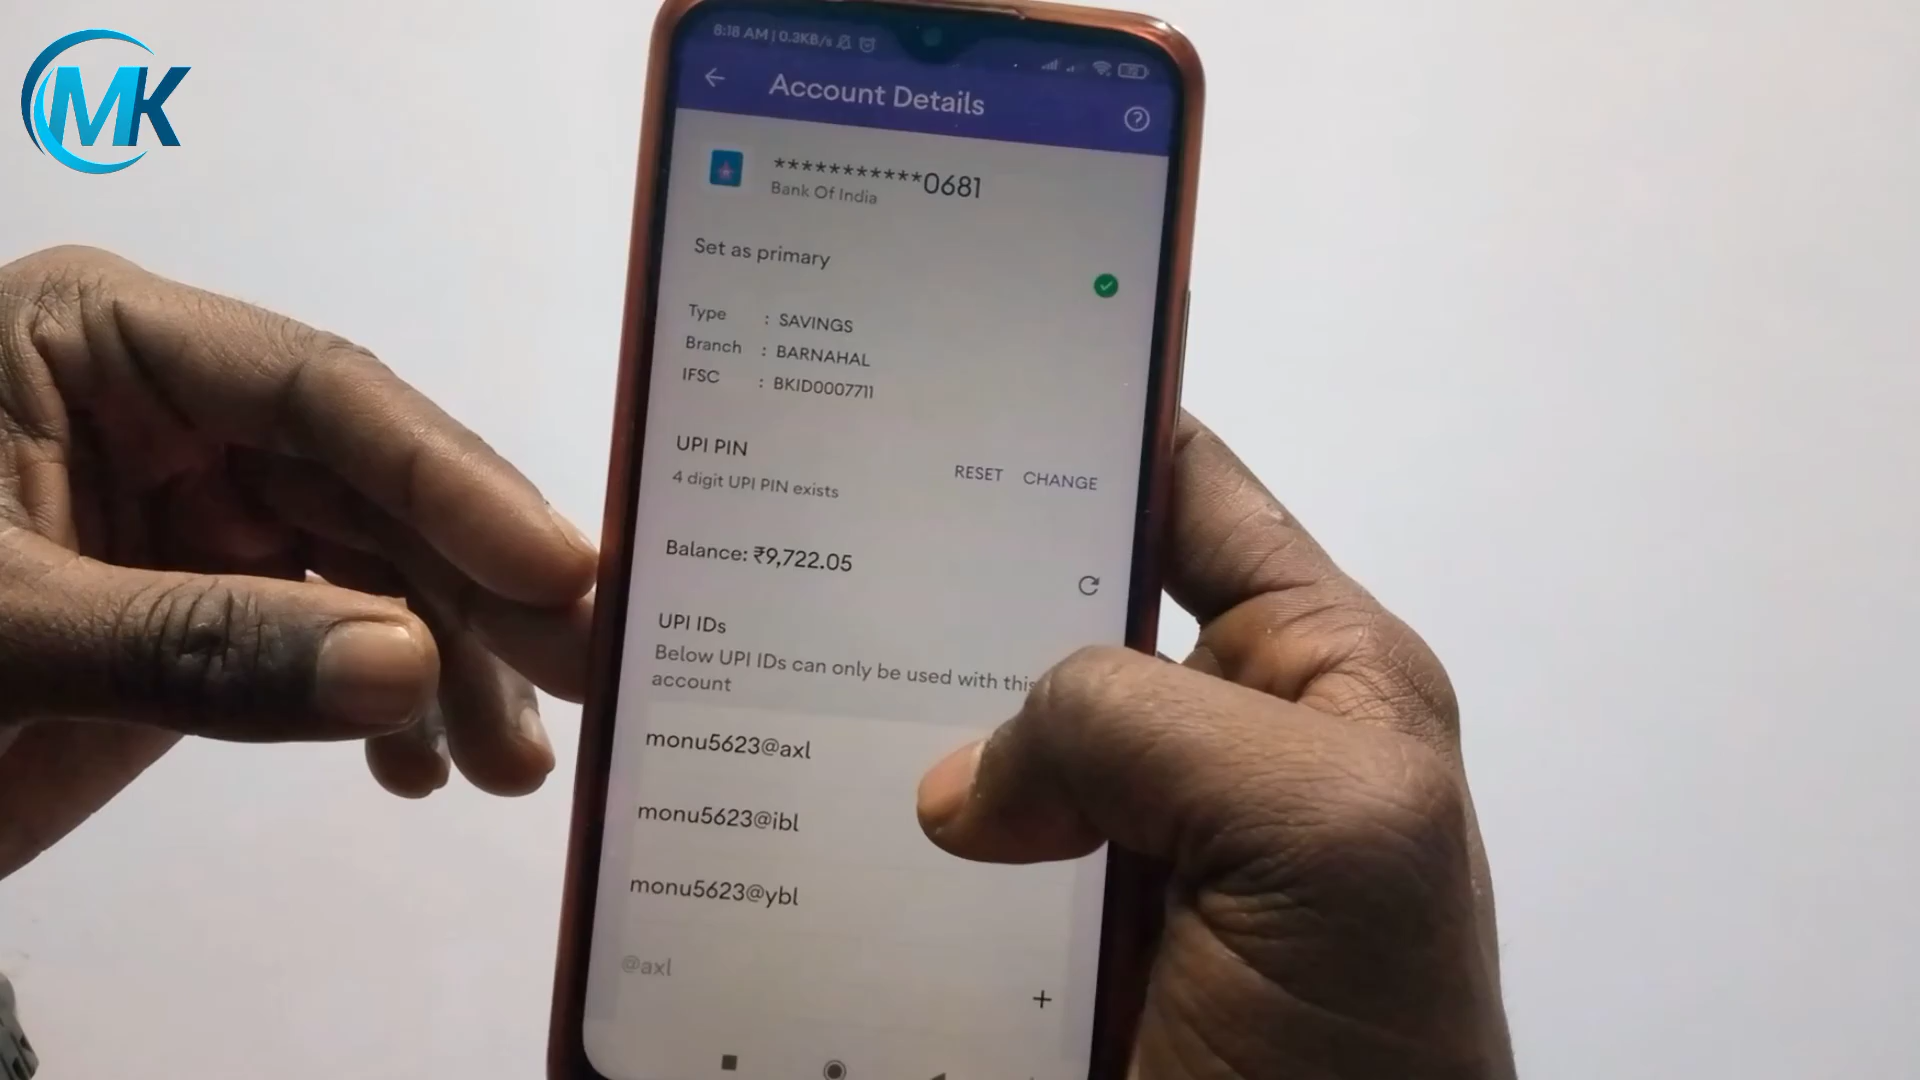 MK
8:18 AM | 0.3KB/s
Account Details
***********0681
Bank Of India
Set as primary
Type : SAVINGS
Branch : BARNAHAL
IFSC : BKID0007711
UPI PIN
4 digit UPI PIN exists
RESET CHANGE
Balance: ₹9,722.05
UPI IDs
Below UPI IDs can only be used with this
account
monu5623@axl
monu5623@ibl
monu5623@ybl
@axl
+